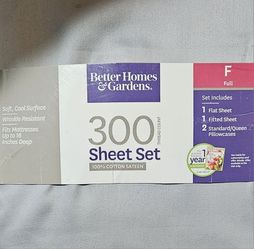 Soft, Cool Surface
Wrinkle Resistant
Fits Mattresses
Up to 18
Inches Deep
Better Homes
& Gardens.
300
THREAD COUNT
Sheet Set
100% COTTON SATEEN
F
Full
Set Includes
1 Flat Sheet
1 Fitted Sheet
2 Standard/Queen
Pillowcases
1
year